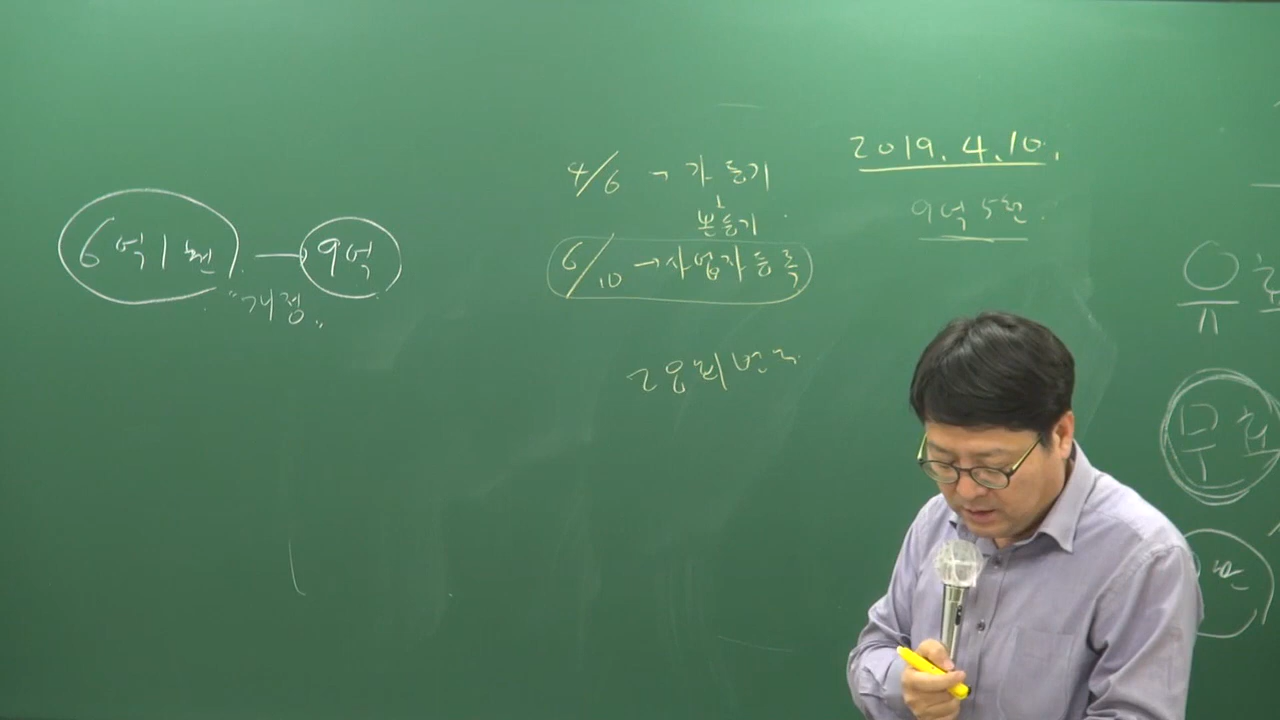 6억1천
9억
"개정"
4/6 → 가등기
↓
본등기
6/10 → 사업자등록
2019.4.10.
9억 5천.
유효
무효